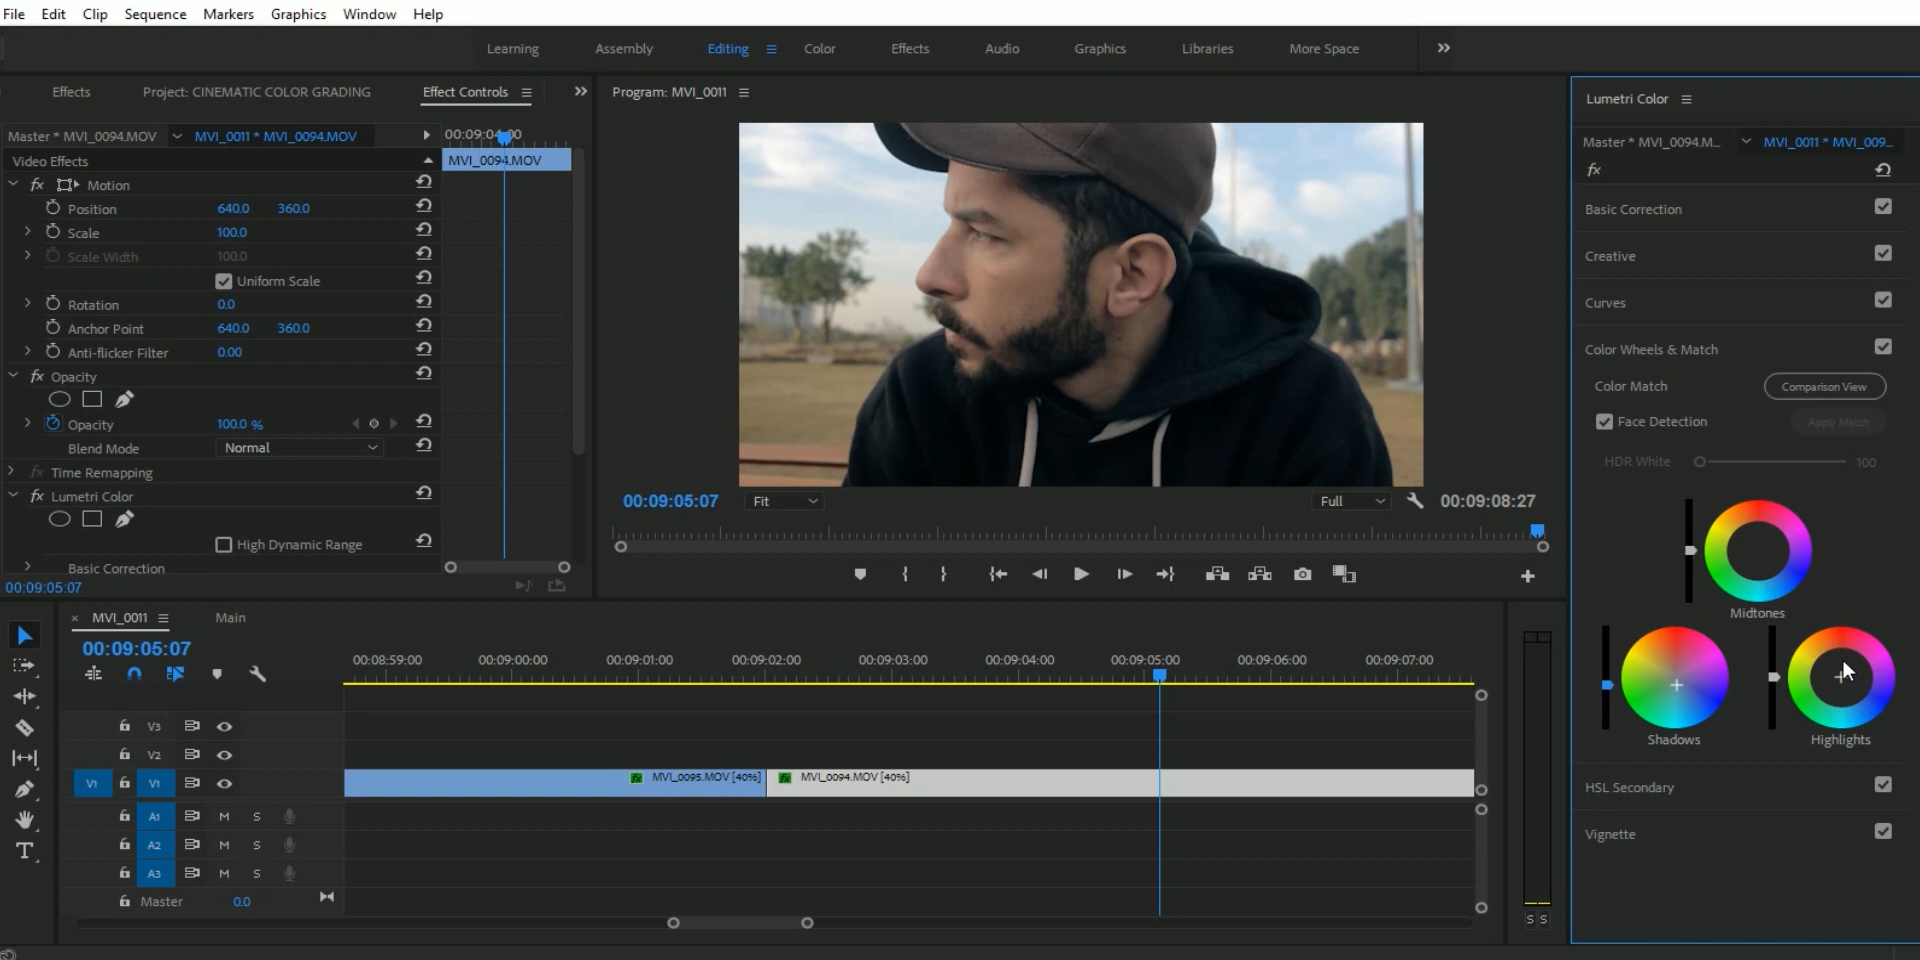 File Edit Clip Sequence Markers Graphics Window Help
Learning Assembly Editing Color Effects Audio Graphics Libraries More Space
Effects Project: CINEMATIC COLOR GRADING Effect Controls
Master * MVI_0094.MOV MVI_0011 * MVI_0094.MOV 00:09:04:00
Video Effects MVI_0094.MOV
fx Motion
Position 640.0 360.0
Scale 100.0
Scale Width 100.0
Uniform Scale
Rotation 0.0
Anchor Point 640.0 360.0
Anti-flicker Filter 0.00
fx Opacity
Opacity 100.0 %
Blend Mode Normal
fx Time Remapping
fx Lumetri Color
High Dynamic Range
Basic Correction
00:09:05:07
Program: MVI_0011
00:09:05:07 Fit Full 00:09:08:27
Lumetri Color
Master * MVI_0094.M... MVI_0011 * MVI_009...
fx
Basic Correction
Creative
Curves
Color Wheels & Match
Color Match Comparison View
Face Detection Apply Match
HDR White 100
Midtones
Shadows Highlights
HSL Secondary
Vignette
× MVI_0011 Main
00:09:05:07
00:08:59:00 00:09:00:00 00:09:01:00 00:09:02:00 00:09:03:00 00:09:04:00 00:09:05:00 00:09:06:00 00:09:07:00
V3
V2
V1 V1 fx MVI_0095.MOV [40%] fx MVI_0094.MOV [40%]
A1 M S
A2 M S
A3 M S
Master 0.0
S S